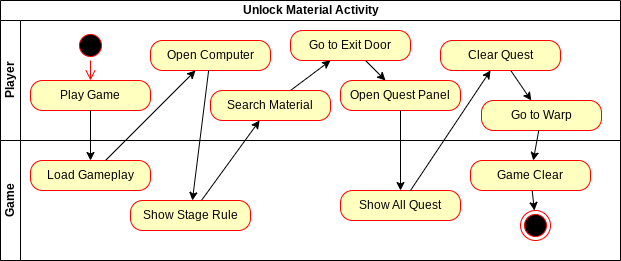 Unlock Material Activity
Player
Play Game
Open Computer
Search Material
Go to Exit Door
Open Quest Panel
Clear Quest
Go to Warp
Game
Load Gameplay
Show Stage Rule
Show All Quest
Game Clear